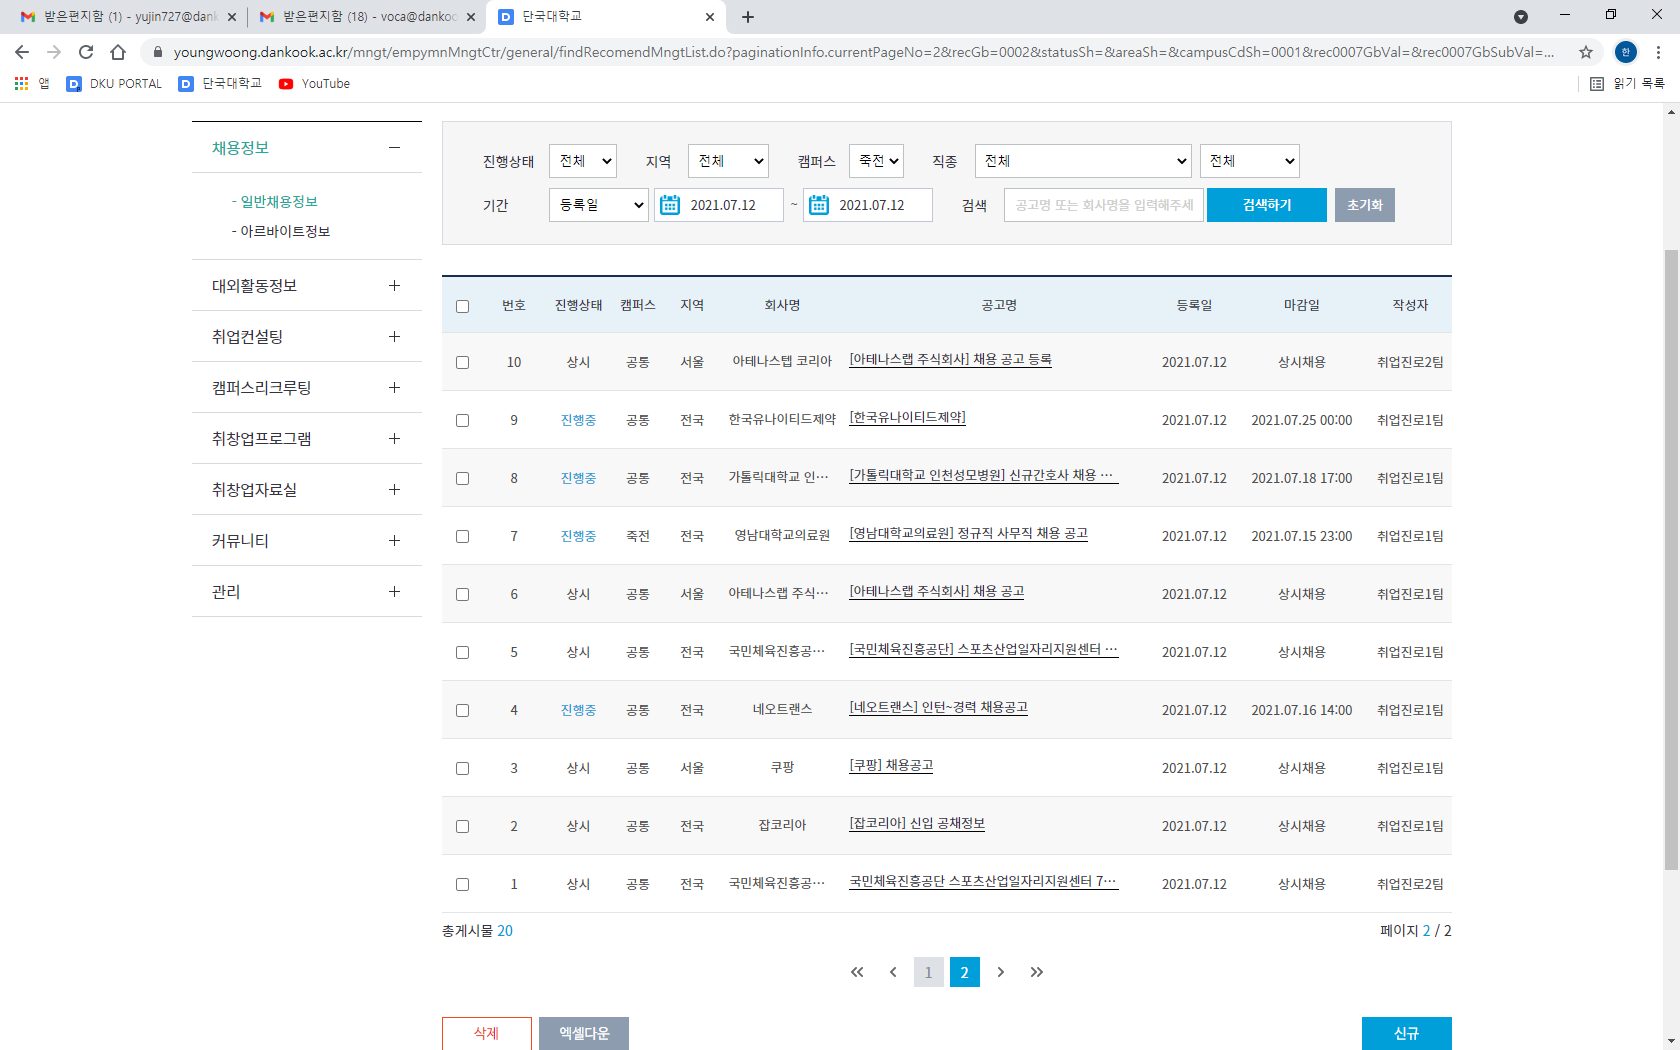 받은편지함 (1) - yujin727@dank
받은편지함 (18) - voca@dankoo
단국대학교
youngwoong.dankook.ac.kr/mngt/empymnMngtCtr/general/findRecomendMngtList.do?paginationInfo.currentPageNo=2&recGb=0002&statusSh=&areaSh=&campusCdSh=0001&rec0007GbVal=&rec0007GbSubVal=...
한
앱 DKU PORTAL 단국대학교 YouTube 읽기 목록
채용정보
- 일반채용정보
- 아르바이트정보
대외활동정보
취업컨설팅
캠퍼스리크루팅
취창업프로그램
취창업자료실
커뮤니티
관리
진행상태 전체 지역 전체 캠퍼스 죽전 직종 전체 전체
기간 등록일 2021.07.12 ~ 2021.07.12 검색 공고명 또는 회사명을 입력해주세 검색하기 초기화
번호 진행상태 캠퍼스 지역 회사명 공고명 등록일 마감일 작성자
10 상시 공통 서울 아테나스텝 코리아 [아테나스랩 주식회사] 채용 공고 등록 2021.07.12 상시채용 취업진로2팀
9 진행중 공통 전국 한국유나이티드제약 [한국유나이티드제약] 2021.07.12 2021.07.25 00:00 취업진로1팀
8 진행중 공통 전국 가톨릭대학교 인… [가톨릭대학교 인천성모병원] 신규간호사 채용 … 2021.07.12 2021.07.18 17:00 취업진로1팀
7 진행중 죽전 전국 영남대학교의료원 [영남대학교의료원] 정규직 사무직 채용 공고 2021.07.12 2021.07.15 23:00 취업진로1팀
6 상시 공통 서울 아테나스랩 주식… [아테나스랩 주식회사] 채용 공고 2021.07.12 상시채용 취업진로1팀
5 상시 공통 전국 국민체육진흥공… [국민체육진흥공단] 스포츠산업일자리지원센터 … 2021.07.12 상시채용 취업진로1팀
4 진행중 공통 전국 네오트랜스 [네오트랜스] 인턴~경력 채용공고 2021.07.12 2021.07.16 14:00 취업진로1팀
3 상시 공통 서울 쿠팡 [쿠팡] 채용공고 2021.07.12 상시채용 취업진로1팀
2 상시 공통 전국 잡코리아 [잡코리아] 신입 공채정보 2021.07.12 상시채용 취업진로1팀
1 상시 공통 전국 국민체육진흥공… 국민체육진흥공단 스포츠산업일자리지원센터 7… 2021.07.12 상시채용 취업진로2팀
총게시물 20 페이지 2 / 2
1 2
삭제 엑셀다운 신규